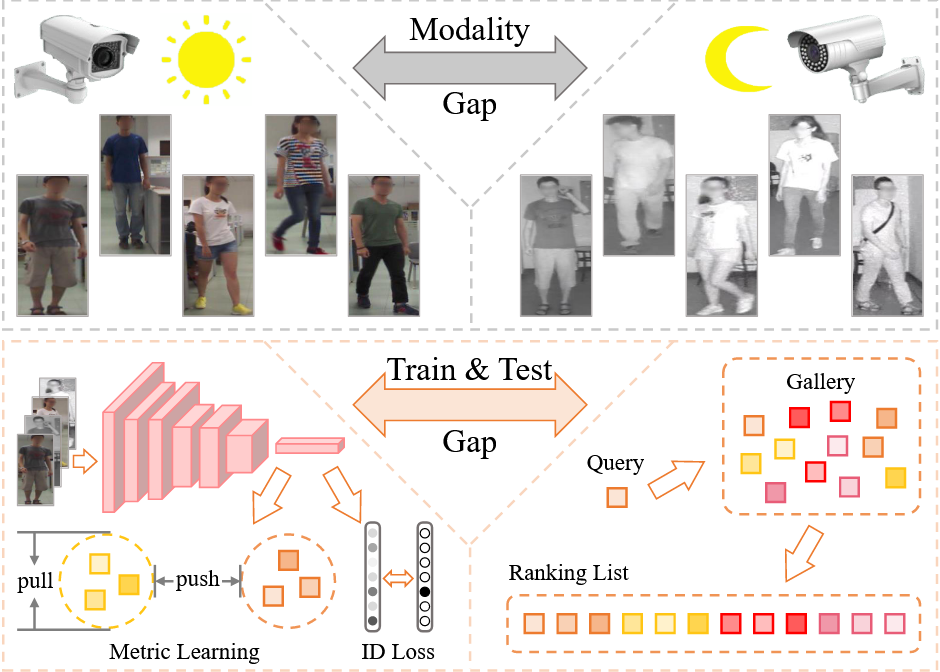 Modality
Gap
Train & Test
Gap
Gallery
Query
pull
push
Ranking List
Metric Learning
ID Loss